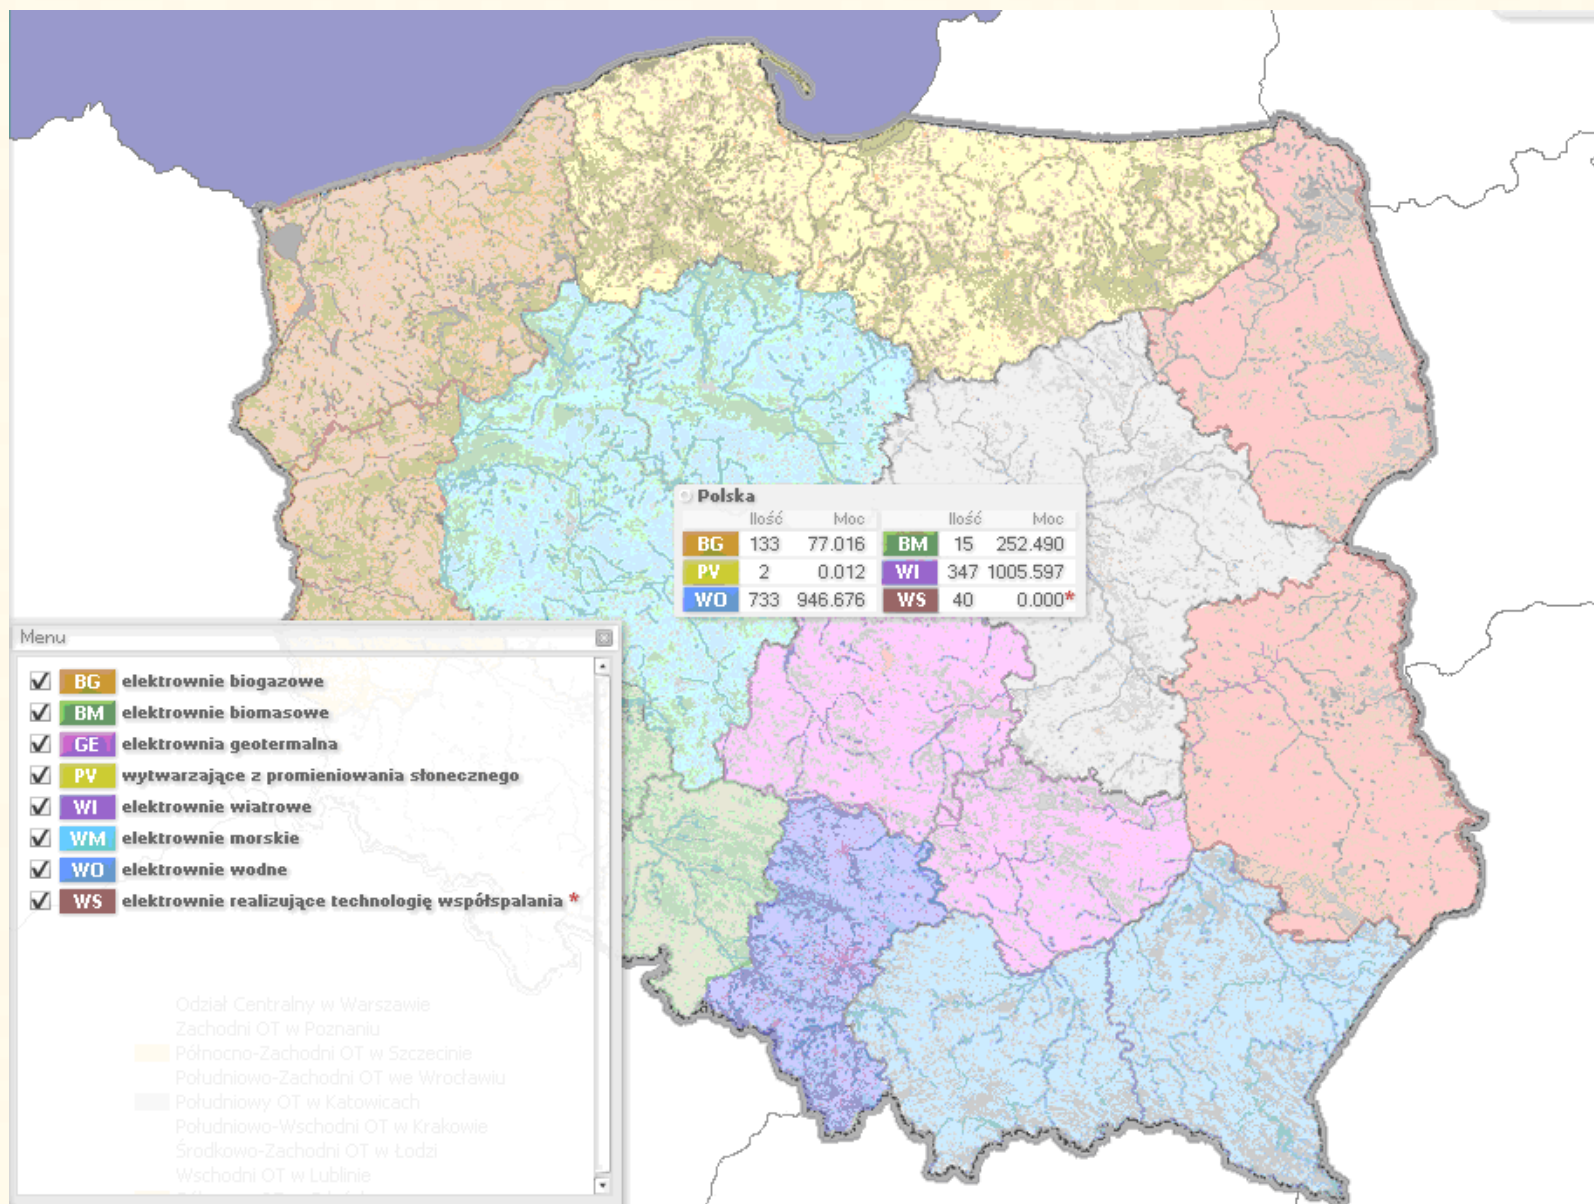 Polska
Ilość Moc Ilość Moc
BG 133 77.016 BM 15 252.490
PV 2 0.012 WI 347 1005.597
WO 733 946.676 WS 40 0.000*
Menu
BG elektrownie biogazowe
BM elektrownie biomasowe
GE elektrownia geotermalna
PV wytwarzające z promieniowania słonecznego
WI elektrownie wiatrowe
WM elektrownie morskie
WO elektrownie wodne
WS elektrownie realizujące technologię współspalania *
Odział Centralny w Warszawie
Zachodni OT w Poznaniu
Północno-Zachodni OT w Szczecinie
Południowo-Zachodni OT we Wrocławiu
Południowy OT w Katowicach
Południowo-Wschodni OT w Krakowie
Środkowo-Zachodni OT w Łodzi
Wschodni OT w Lublinie